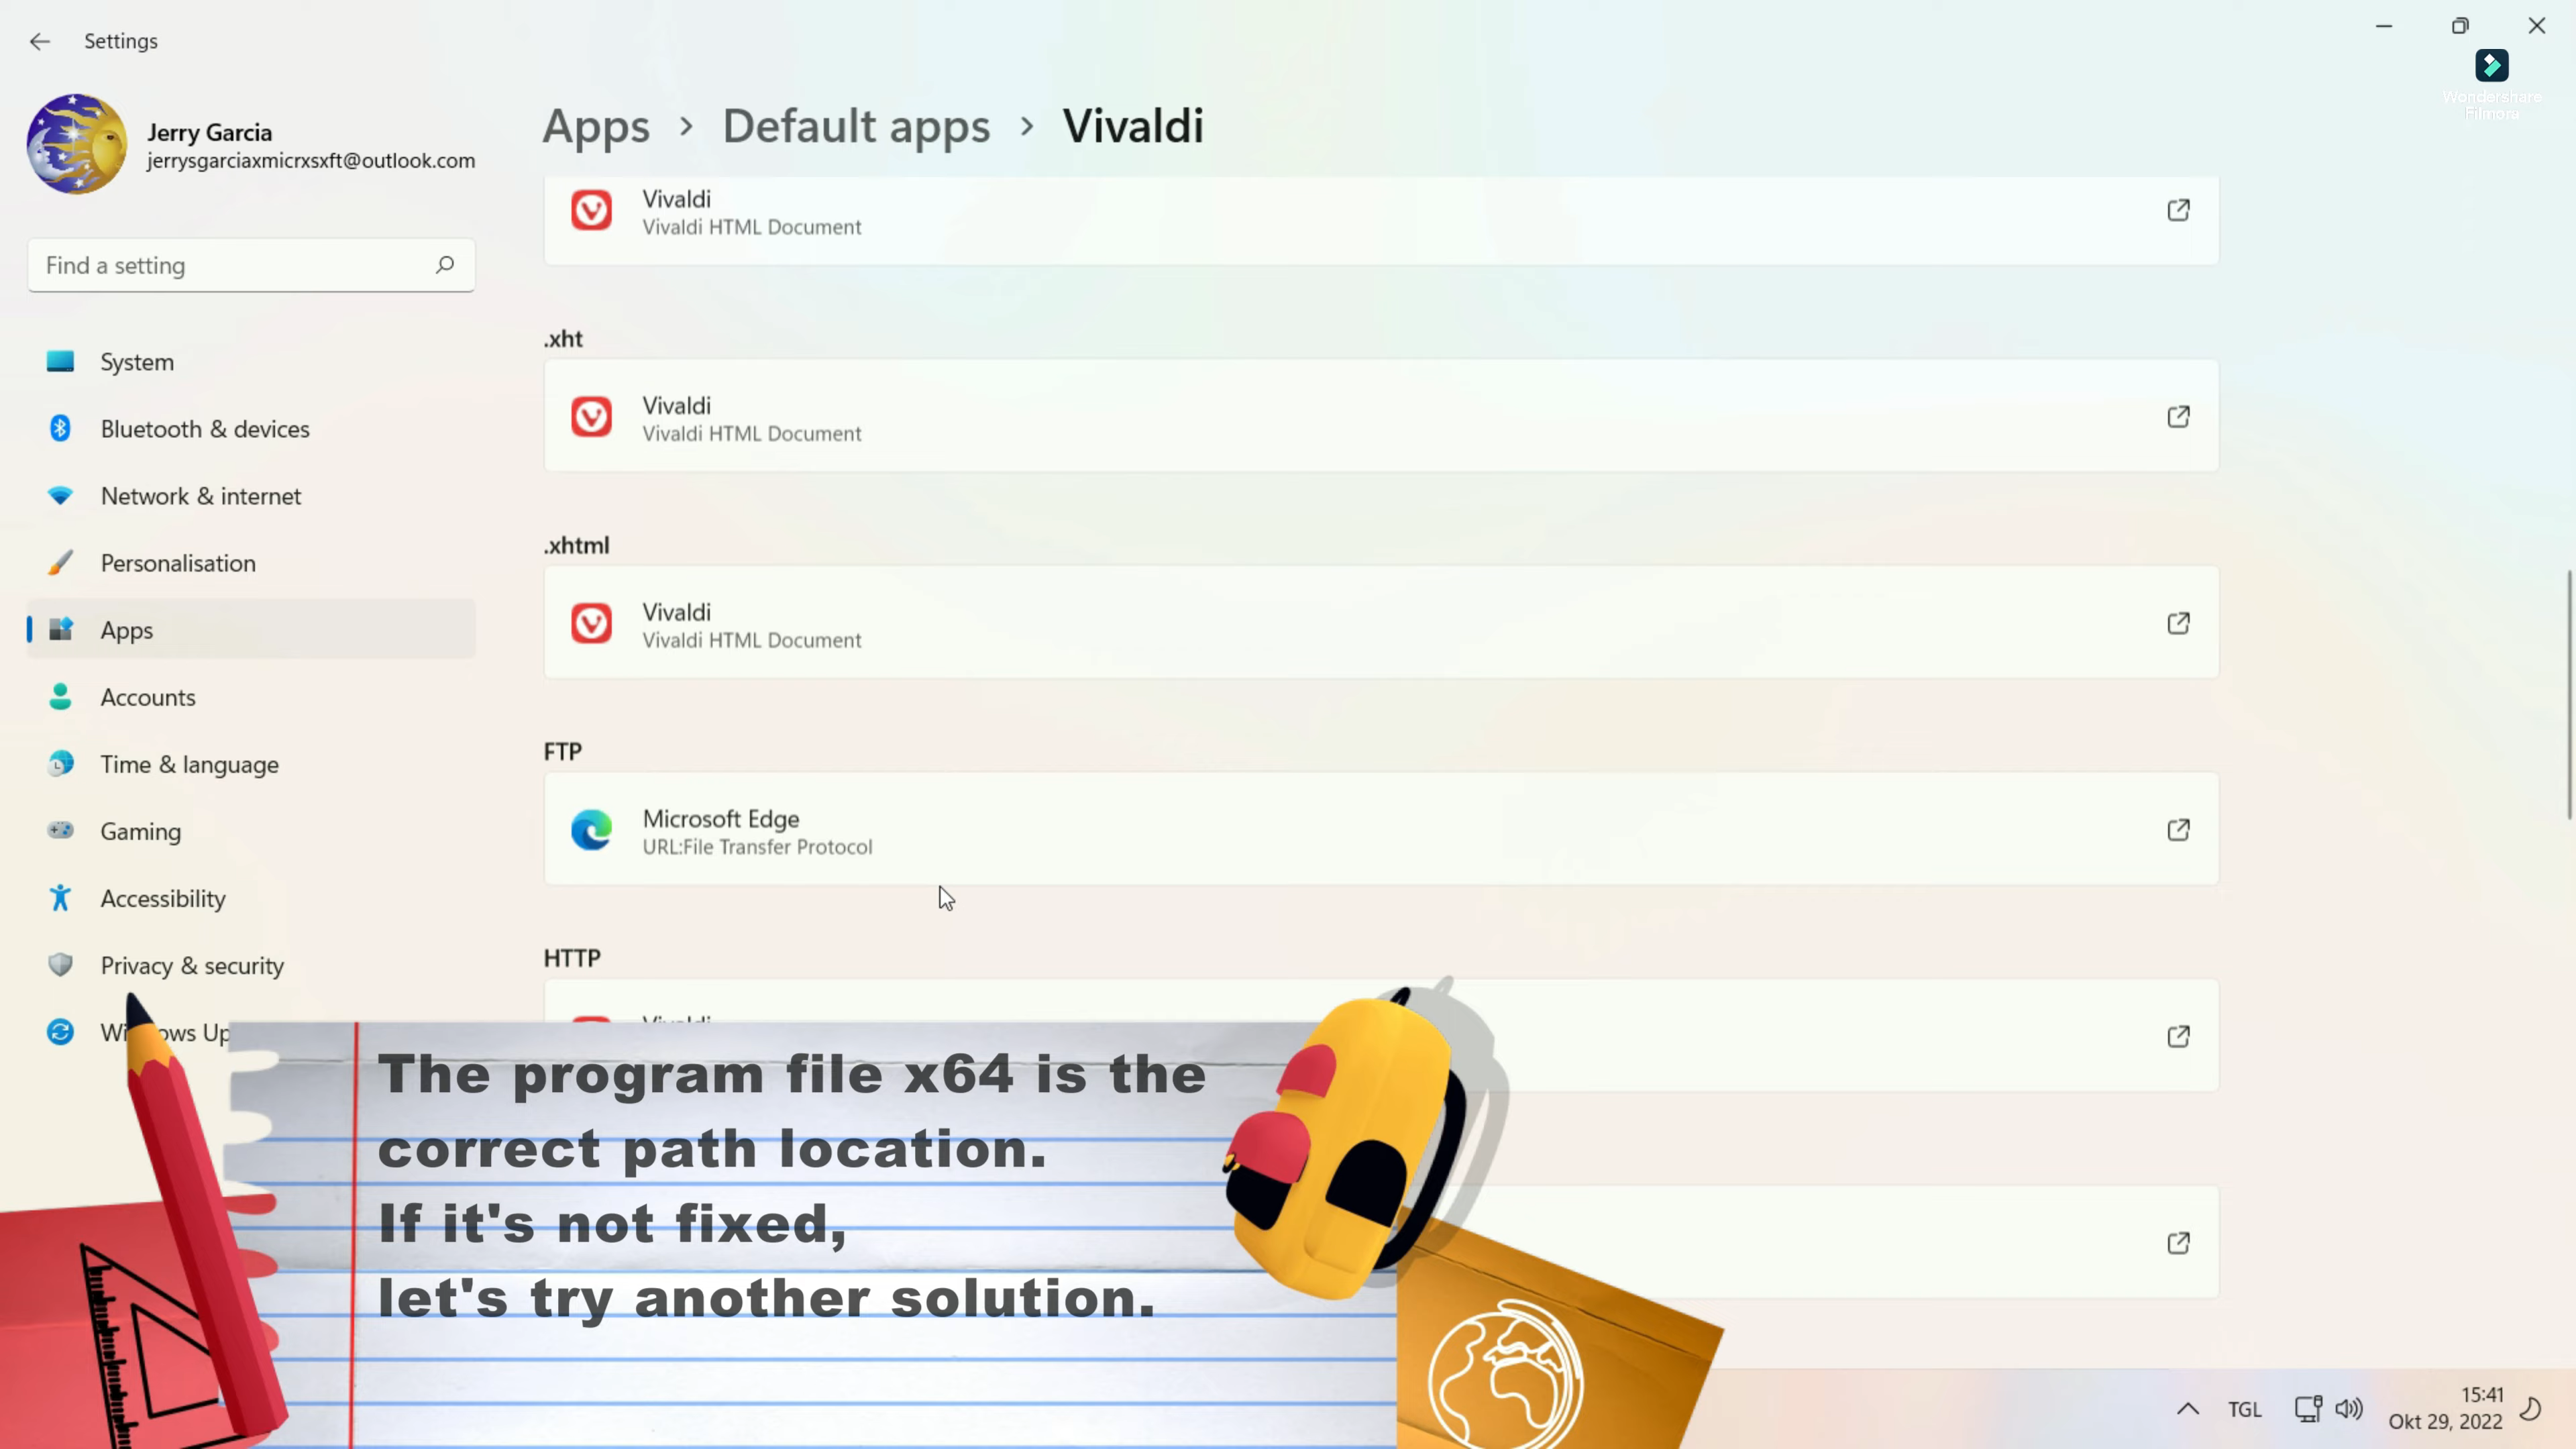 Settings
Wondershare
Filmora
Jerry Garcia
jerrysgarciaxmicrxsxft@outlook.com
Find a setting
System
Bluetooth & devices
Network & internet
Personalisation
Apps
Accounts
Time & language
Gaming
Accessibility
Privacy & security
Apps > Default apps > Vivaldi
Vivaldi
Vivaldi HTML Document
.xht
Vivaldi
Vivaldi HTML Document
.xhtml
Vivaldi
Vivaldi HTML Document
FTP
Microsoft Edge
URL:File Transfer Protocol
HTTP
The program file x64 is the
correct path location.
If it's not fixed,
let's try another solution.
TGL
15:41
Okt 29, 2022